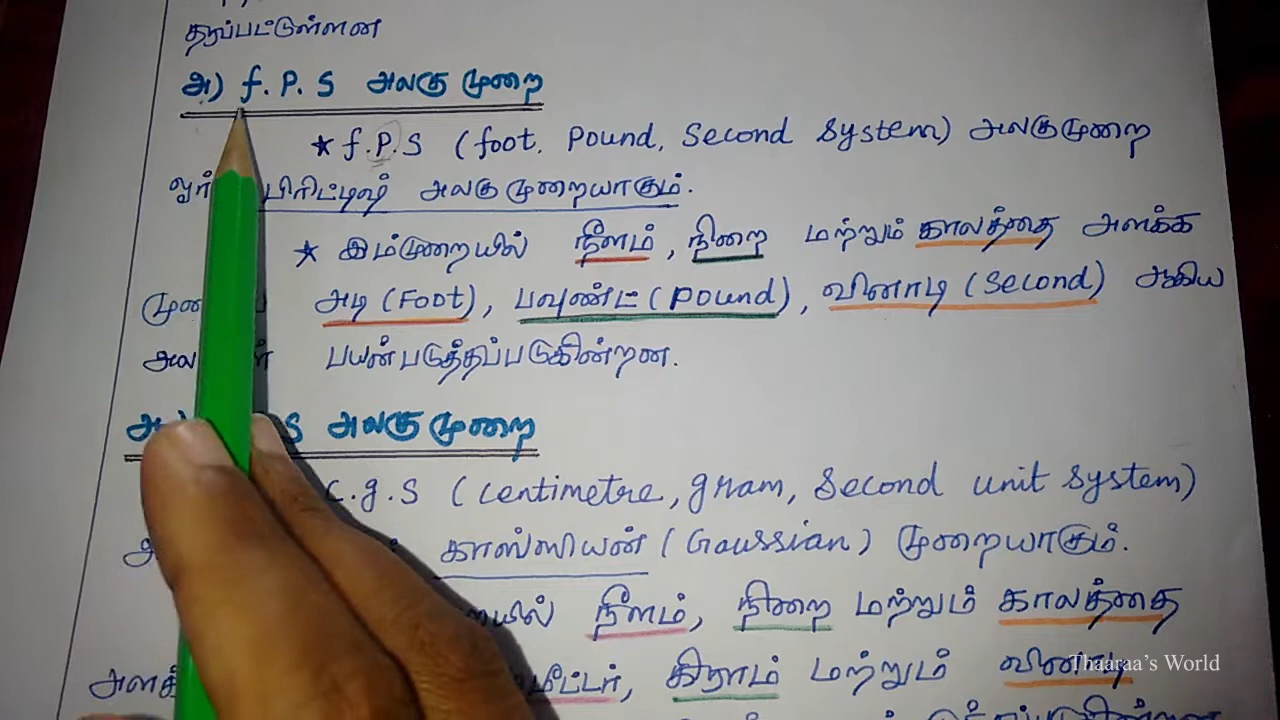 தரப்பட்டுள்ளன
அ) f. P. S அலகு முறை
★ f.P.S (foot, Pound, Second System) அலகுமுறை
பிரிட்டிஷ் அலகு முறையாகும்.
★ இம்முறையில் நீளம், நிறை மற்றும் காலத்தை அளக்க
அடி (Foot), பவுண்ட் (Pound), வினாடி (Second) ஆகிய
பயன்படுத்தப்படுகின்றன.
S அலகு முறை
C.g.S (Centimetre, gram, Second unit System)
காஸ்ஸியன் (Gaussian) முறையாகும்.
நீளம், நிறை மற்றும் காலத்தை
கிராம் மற்றும் வினாடி
Thaaraa's World